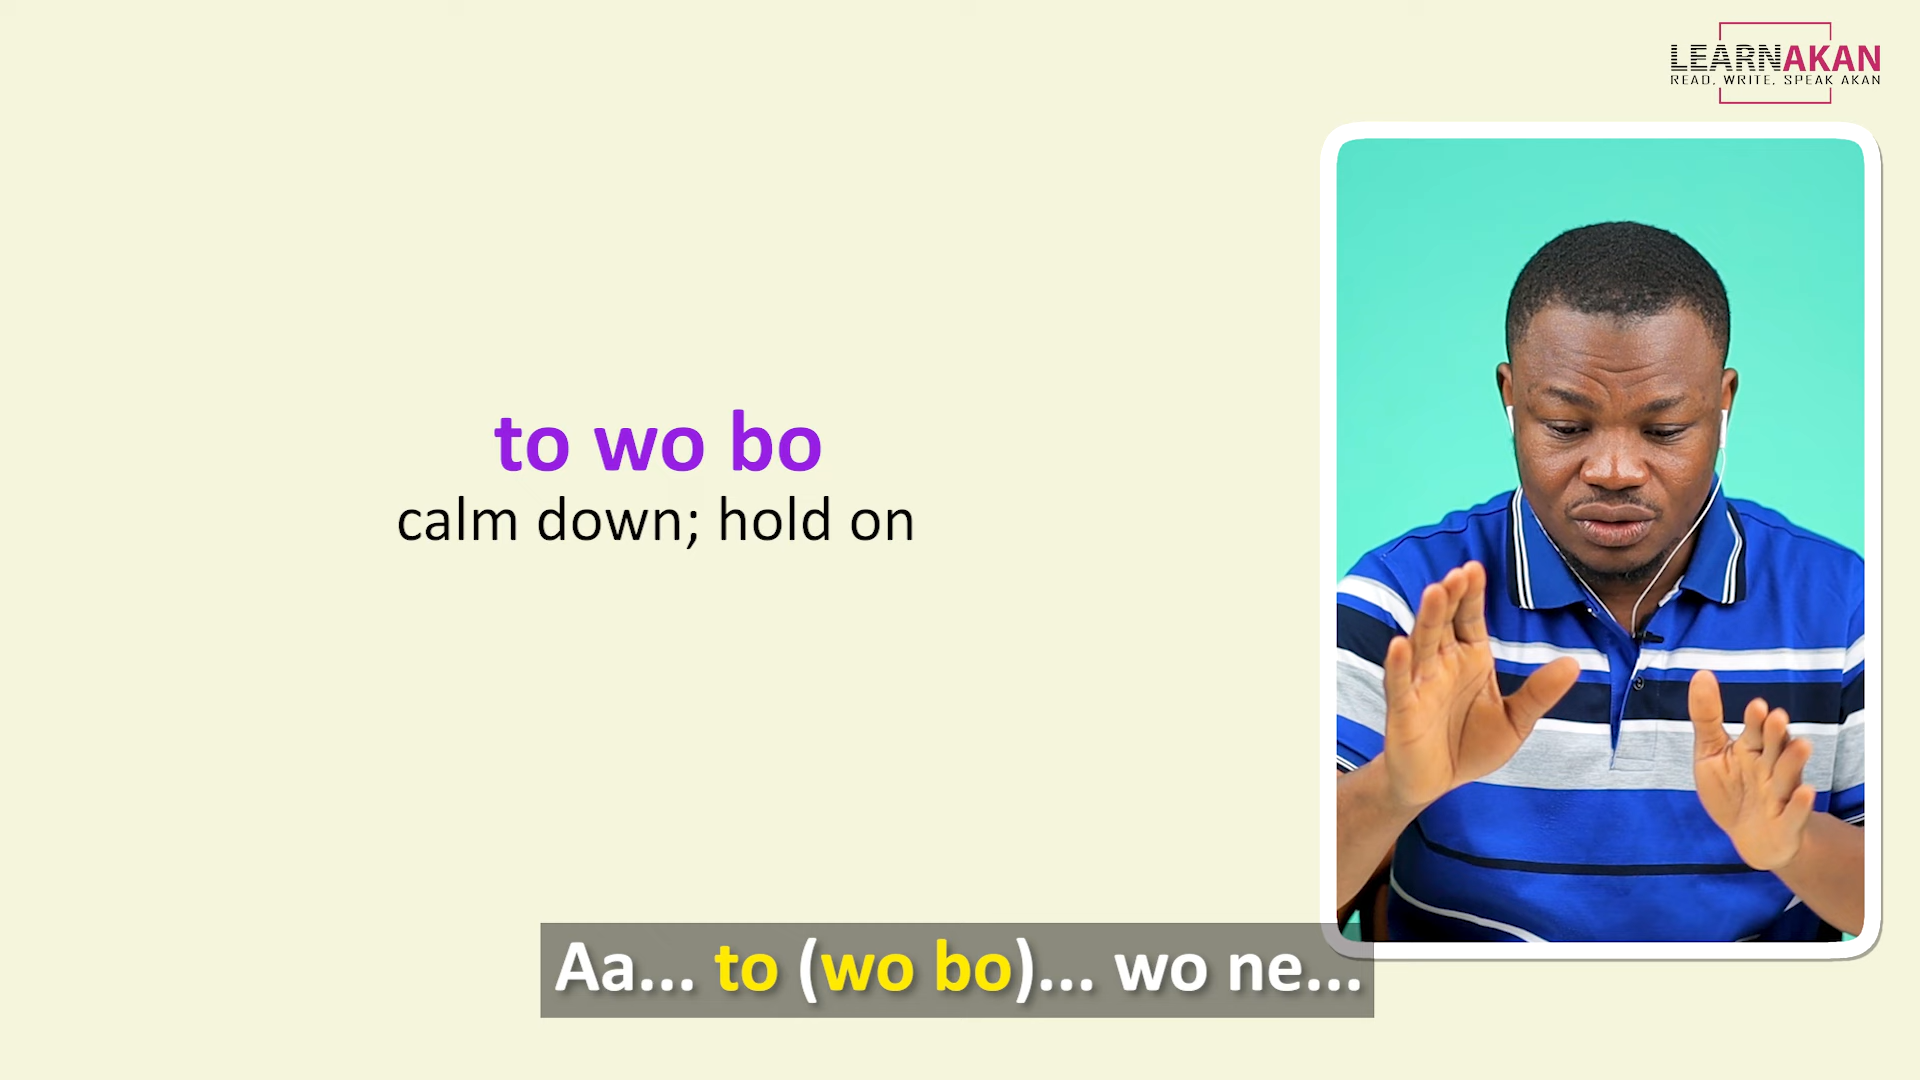 LEARNAKAN
READ, WRITE, SPEAK AKAN
to wo bo
calm down; hold on
Aa... to (wo bo)... wo ne...